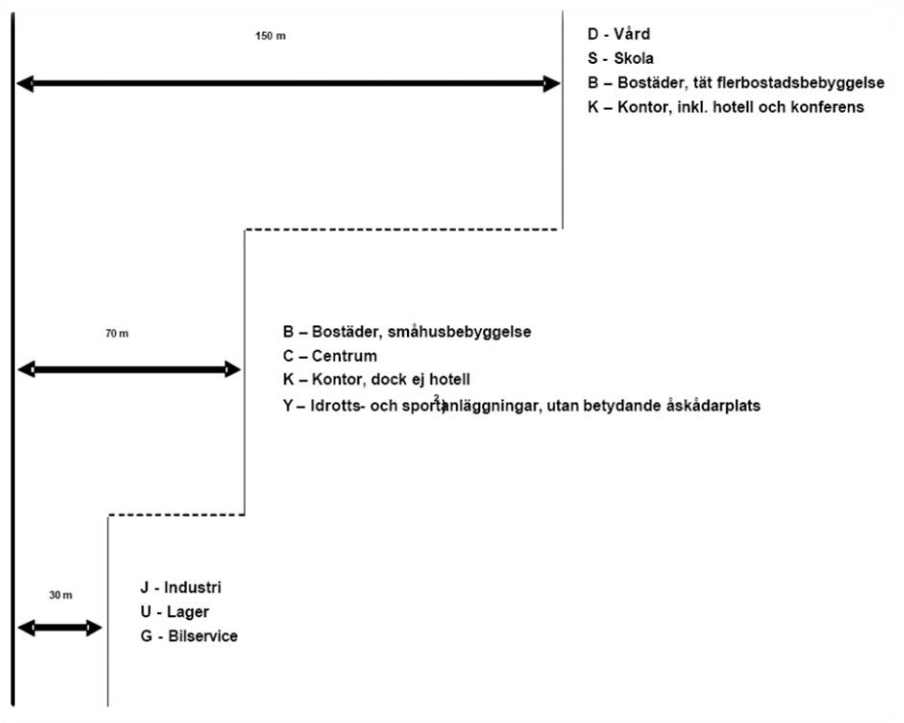 150 m
D - Vård
S - Skola
B – Bostäder, tät flerbostadsbebyggelse
K – Kontor, inkl. hotell och konferens
70 m
B – Bostäder, småhusbebyggelse
C – Centrum
K – Kontor, dock ej hotell
Y – Idrotts- och sportanläggningar, utan betydande åskådarplats
2)
30 m
J - Industri
U - Lager
G - Bilservice